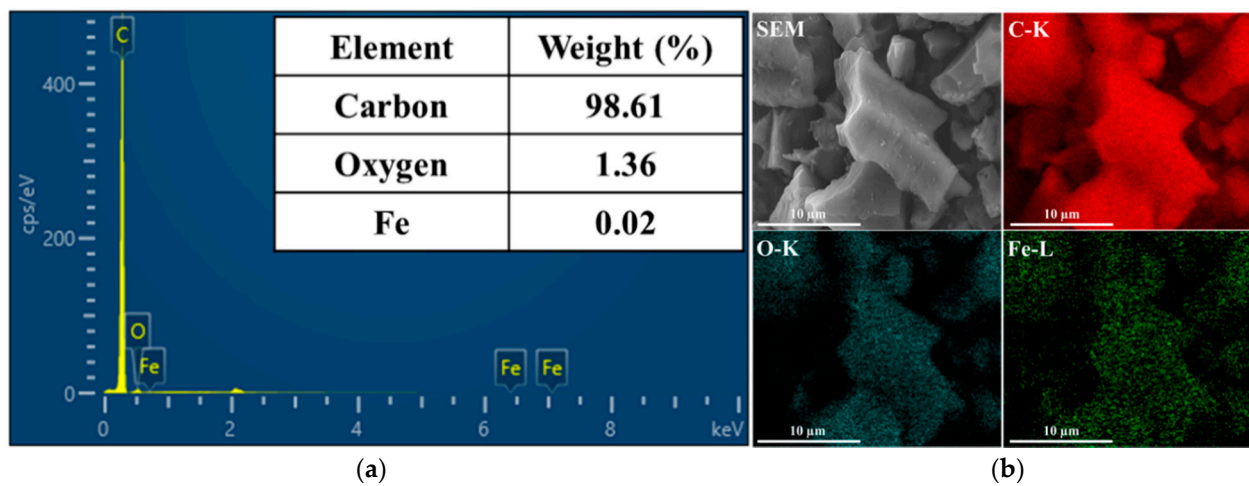 C
400
200
0
cps/eV
O
Fe
Fe
Fe
0 2 4 6 8 keV
Element Weight (%)
Carbon 98.61
Oxygen 1.36
Fe 0.02
(a)
SEM
10 µm
C-K
10 µm
O-K
10 µm
Fe-L
10 µm
(b)